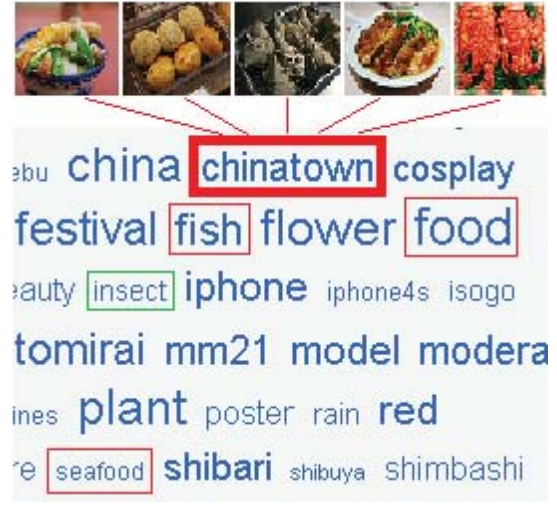 ebu china chinatown cosplay
festival fish flower food
eauty insect iphone iphone4s isogo
tomirai mm21 model modera
ines plant poster rain red
re seafood shibari shibuya shimbashi